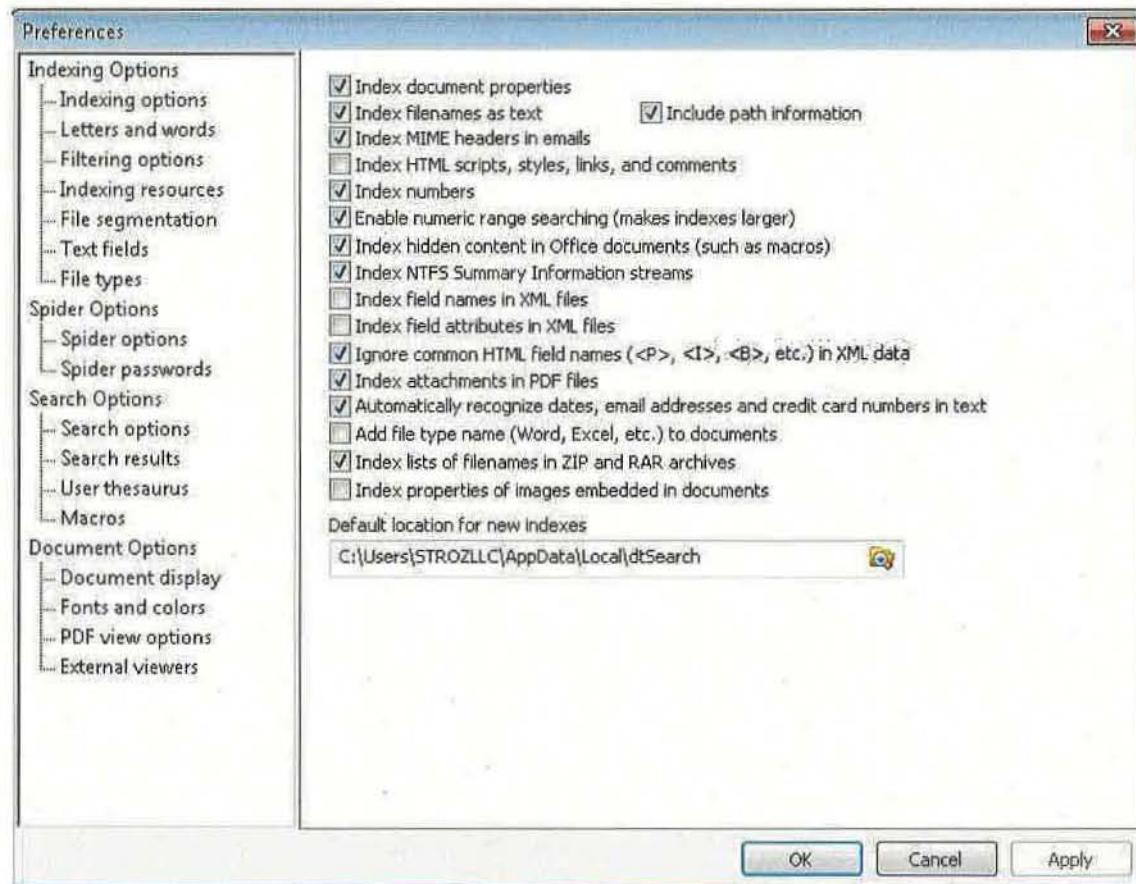 Preferences
Indexing Options
Indexing options
Letters and words
Filtering options
Indexing resources
File segmentation
Text fields
File types
Spider Options
Spider options
Spider passwords
Search Options
Search options
Search results
User thesaurus
Macros
Document Options
Document display
Fonts and colors
PDF view options
External viewers
Index document properties
Index filenames as text Include path information
Index MIME headers in emails
Index HTML scripts, styles, links, and comments
Index numbers
Enable numeric range searching (makes indexes larger)
Index hidden content in Office documents (such as macros)
Index NTFS Summary Information streams
Index field names in XML files
Index field attributes in XML files
Ignore common HTML field names (<P>, <I>, <B>, etc.) in XML data
Index attachments in PDF files
Automatically recognize dates, email addresses and credit card numbers in text
Add file type name (Word, Excel, etc.) to documents
Index lists of filenames in ZIP and RAR archives
Index properties of images embedded in documents
Default location for new indexes
C:\Users\STROZLLC\AppData\Local\dtSearch
OK Cancel Apply